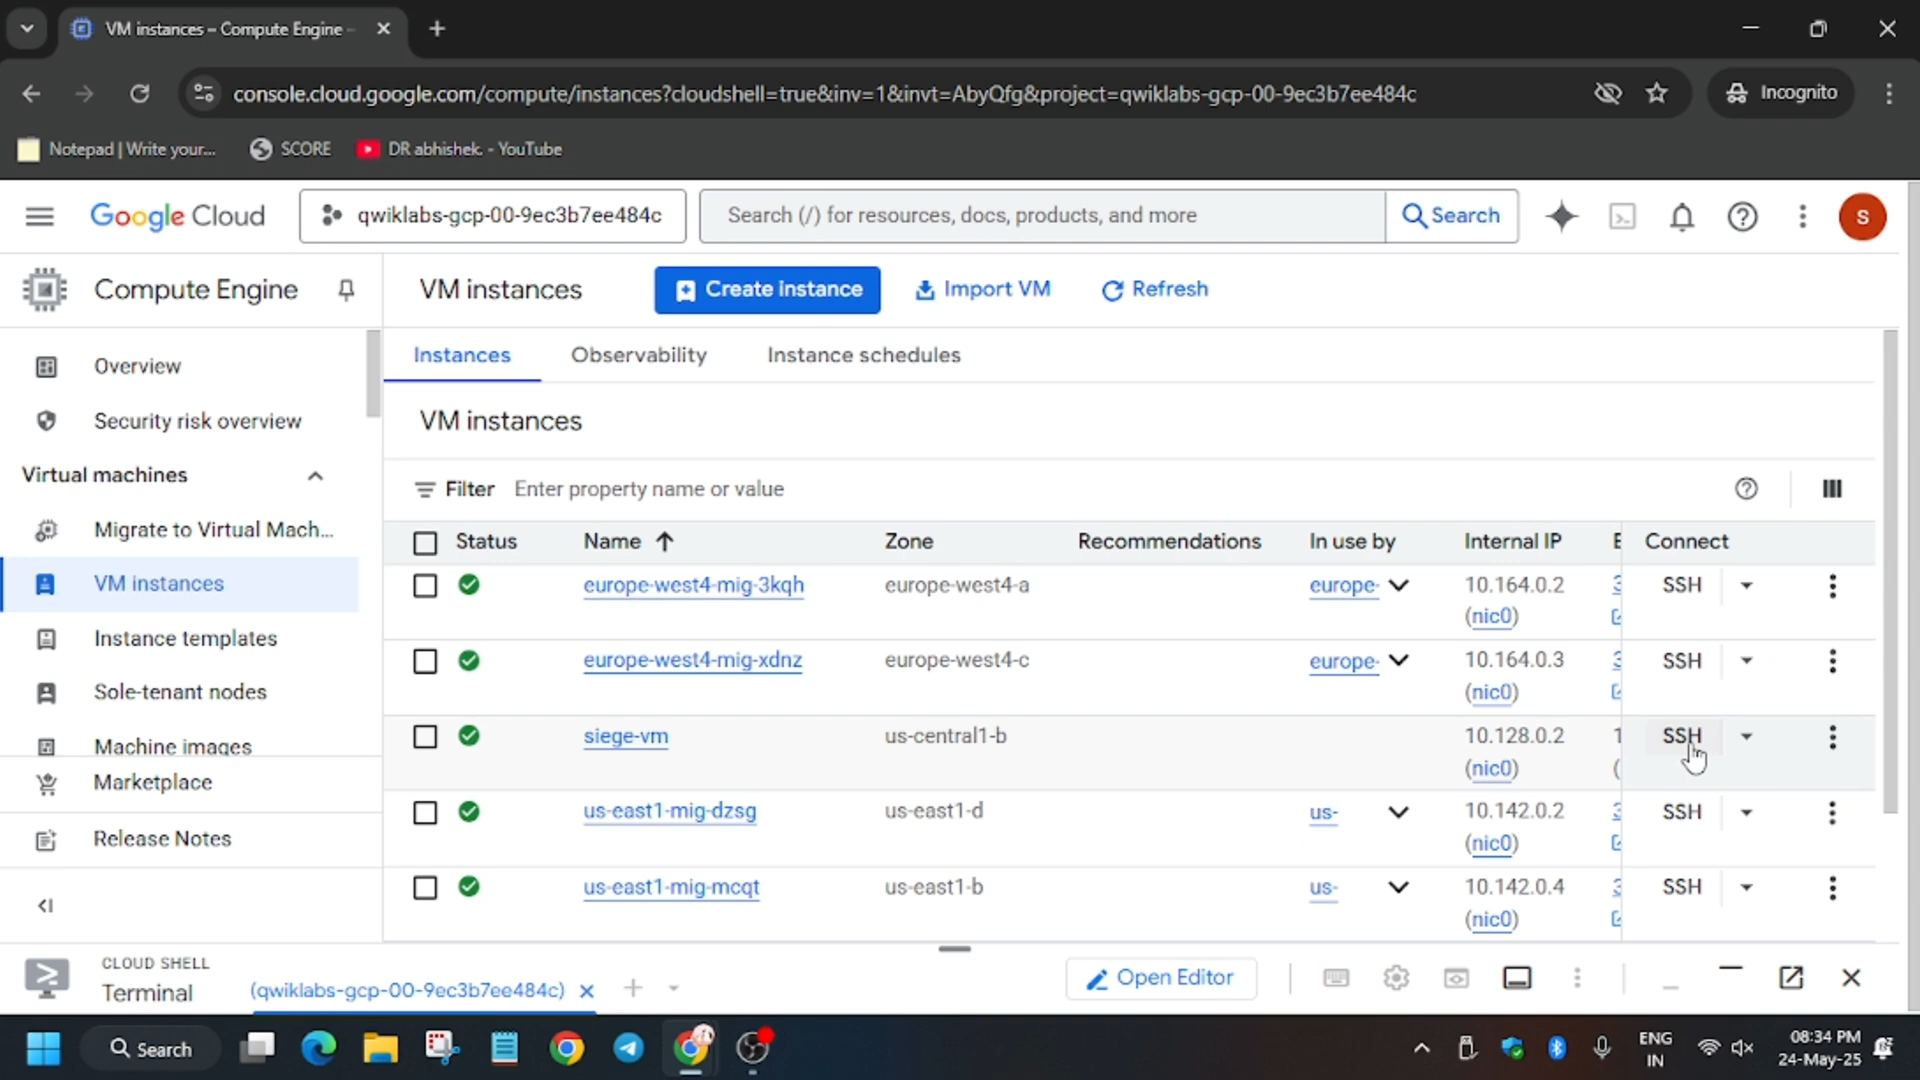 VM instances – Compute Engine –
console.cloud.google.com/compute/instances?cloudshell=true&inv=1&invt=AbyQfg&project=qwiklabs-gcp-00-9ec3b7ee484c
Incognito
Notepad | Write your...
SCORE
DR abhishek. - YouTube
Google Cloud
qwiklabs-gcp-00-9ec3b7ee484c
Search (/) for resources, docs, products, and more
Search
S
Compute Engine
VM instances
Create instance
Import VM
Refresh
Overview
Security risk overview
Virtual machines
Migrate to Virtual Mach...
VM instances
Instance templates
Sole-tenant nodes
Machine images
Marketplace
Release Notes
Instances
Observability
Instance schedules
VM instances
Filter Enter property name or value
Status Name Zone Recommendations In use by Internal IP E Connect
europe-west4-mig-3kqh europe-west4-a europe- 10.164.0.2 3 SSH
(nic0)
europe-west4-mig-xdnz europe-west4-c europe- 10.164.0.3 3 SSH
(nic0)
siege-vm us-central1-b 10.128.0.2 1 SSH
(nic0) (
us-east1-mig-dzsg us-east1-d us- 10.142.0.2 3 SSH
(nic0)
us-east1-mig-mcqt us-east1-b us- 10.142.0.4 3 SSH
(nic0)
CLOUD SHELL
Terminal
(qwiklabs-gcp-00-9ec3b7ee484c)
Open Editor
Search
ENG
IN
08:34 PM
24-May-25